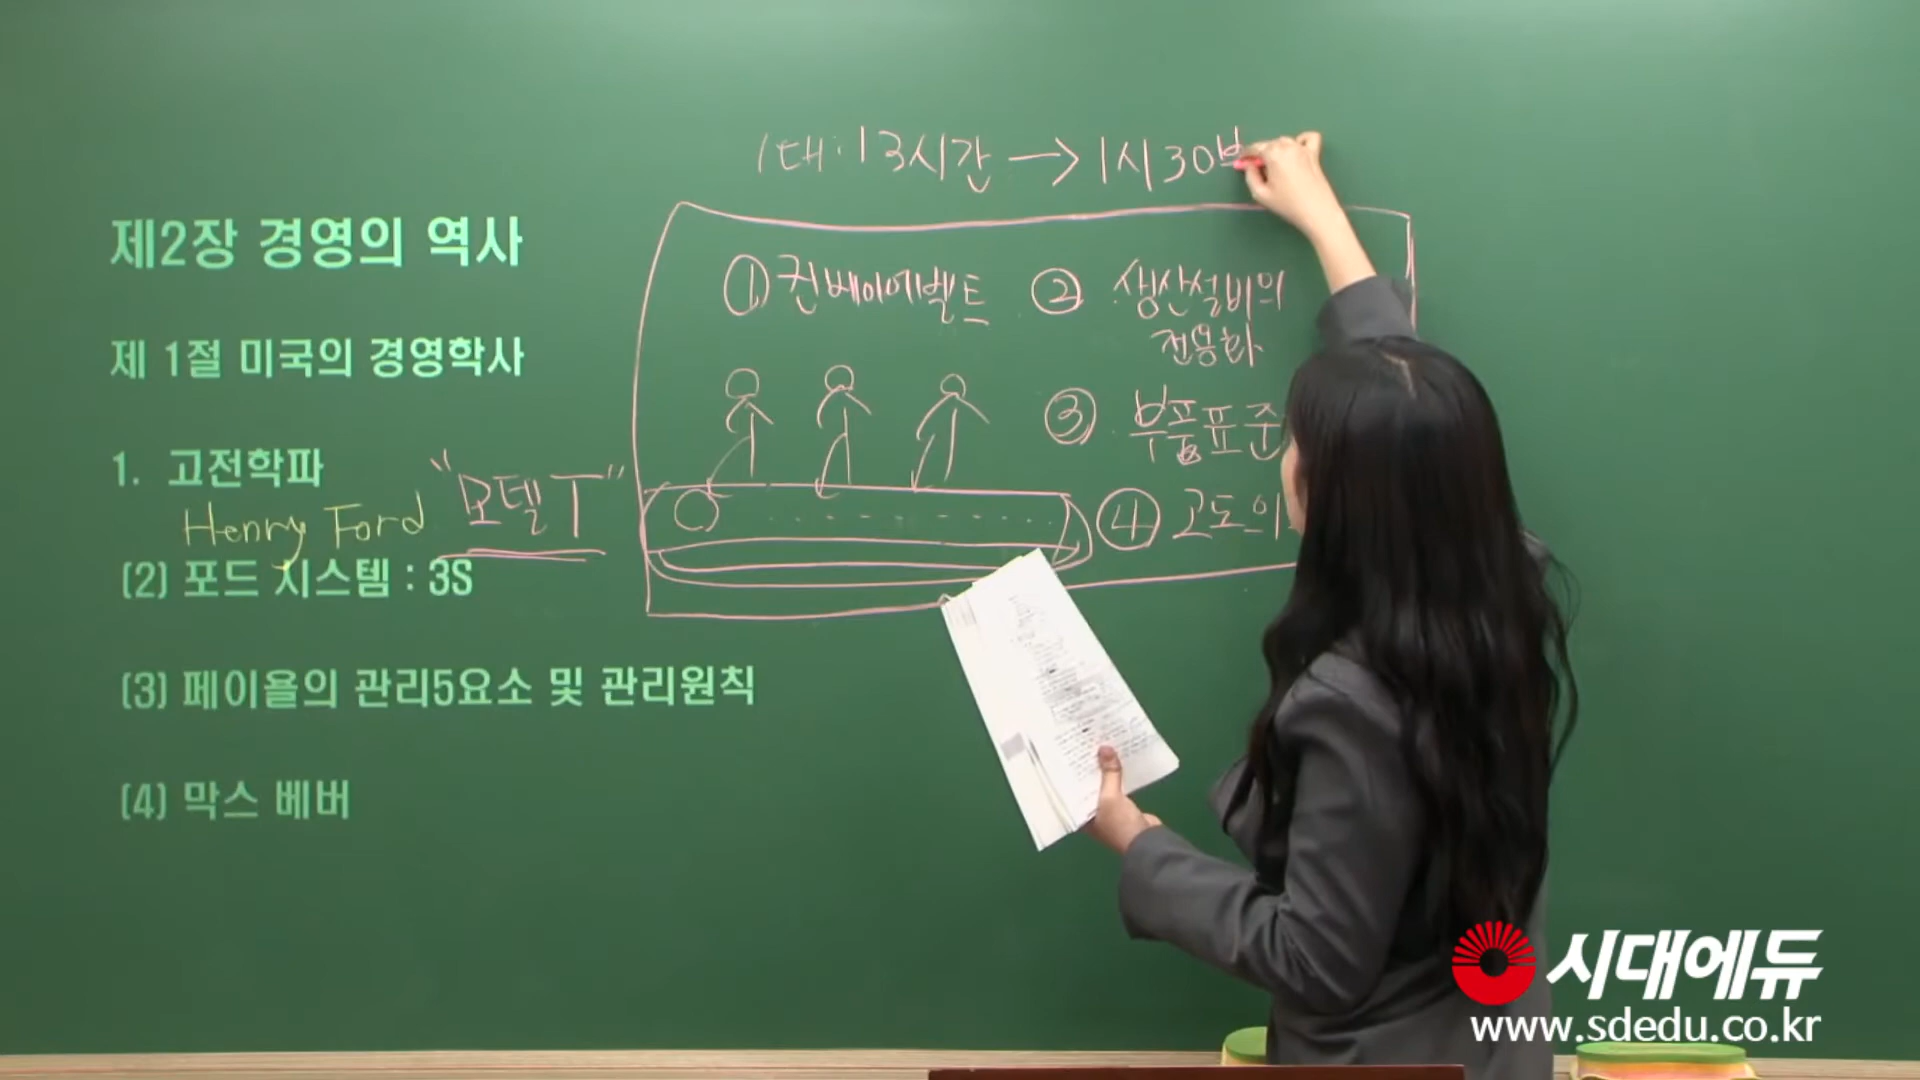 1대 : 13시간 → 1시30분
제2장 경영의 역사
제 1절 미국의 경영학사
1. 고전학파
Henry Ford "모델T"
(2) 포드 시스템 : 3S
(3) 페이욜의 관리5요소 및 관리원칙
(4) 막스 베버
① 컨베이에벨트
② 생산설비의
전용화
③ 부품표준
④ 고도의
시대에듀
www.sdedu.co.kr